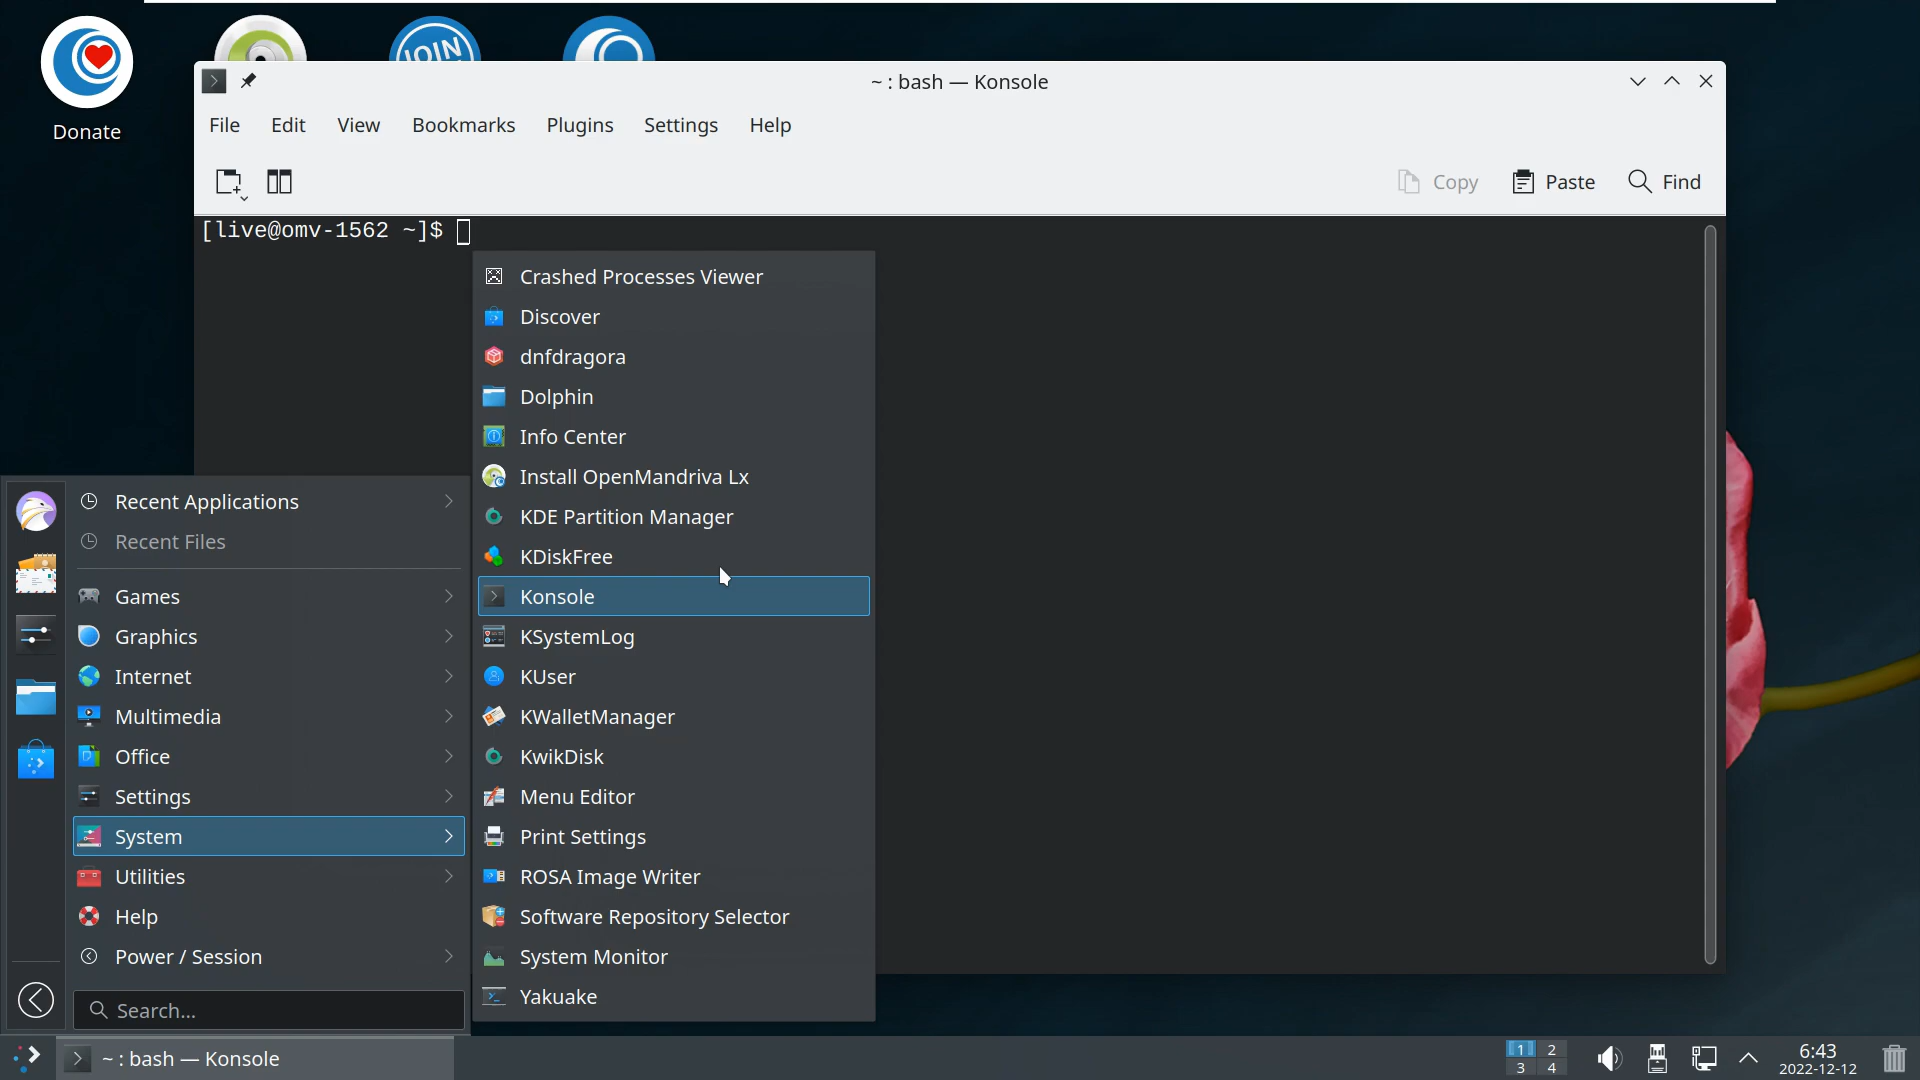 JOIN
Donate
~ : bash — Konsole
File Edit View Bookmarks Plugins Settings Help
Copy Paste Find
[live@omv-1562 ~]$
Crashed Processes Viewer
Discover
dnfdragora
Dolphin
Info Center
Install OpenMandriva Lx
KDE Partition Manager
KDiskFree
Konsole
KSystemLog
KUser
KWalletManager
KwikDisk
Menu Editor
Print Settings
ROSA Image Writer
Software Repository Selector
System Monitor
Yakuake
Recent Applications
Recent Files
Games
Graphics
Internet
Multimedia
Office
Settings
System
Utilities
Help
Power / Session
Search...
~ : bash — Konsole
1 2
3 4
6:43
2022-12-12